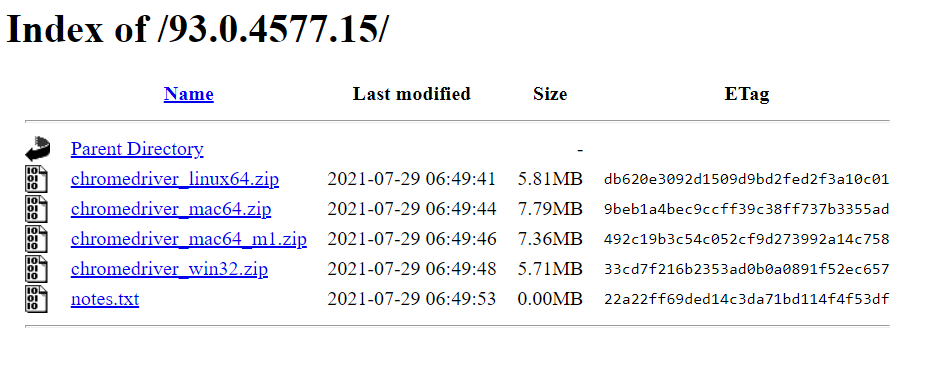 Index of /93.0.4577.15/
Name Last modified Size ETag
Parent Directory -
chromedriver_linux64.zip 2021-07-29 06:49:41 5.81MB db620e3092d1509d9bd2fed2f3a10c01
chromedriver_mac64.zip 2021-07-29 06:49:44 7.79MB 9beb1a4bec9ccff39c38ff737b3355ad
chromedriver_mac64_m1.zip 2021-07-29 06:49:46 7.36MB 492c19b3c54c052cf9d273992a14c758
chromedriver_win32.zip 2021-07-29 06:49:48 5.71MB 33cd7f216b2353ad0b0a0891f52ec657
notes.txt 2021-07-29 06:49:53 0.00MB 22a22ff69ded14c3da71bd114f4f53df